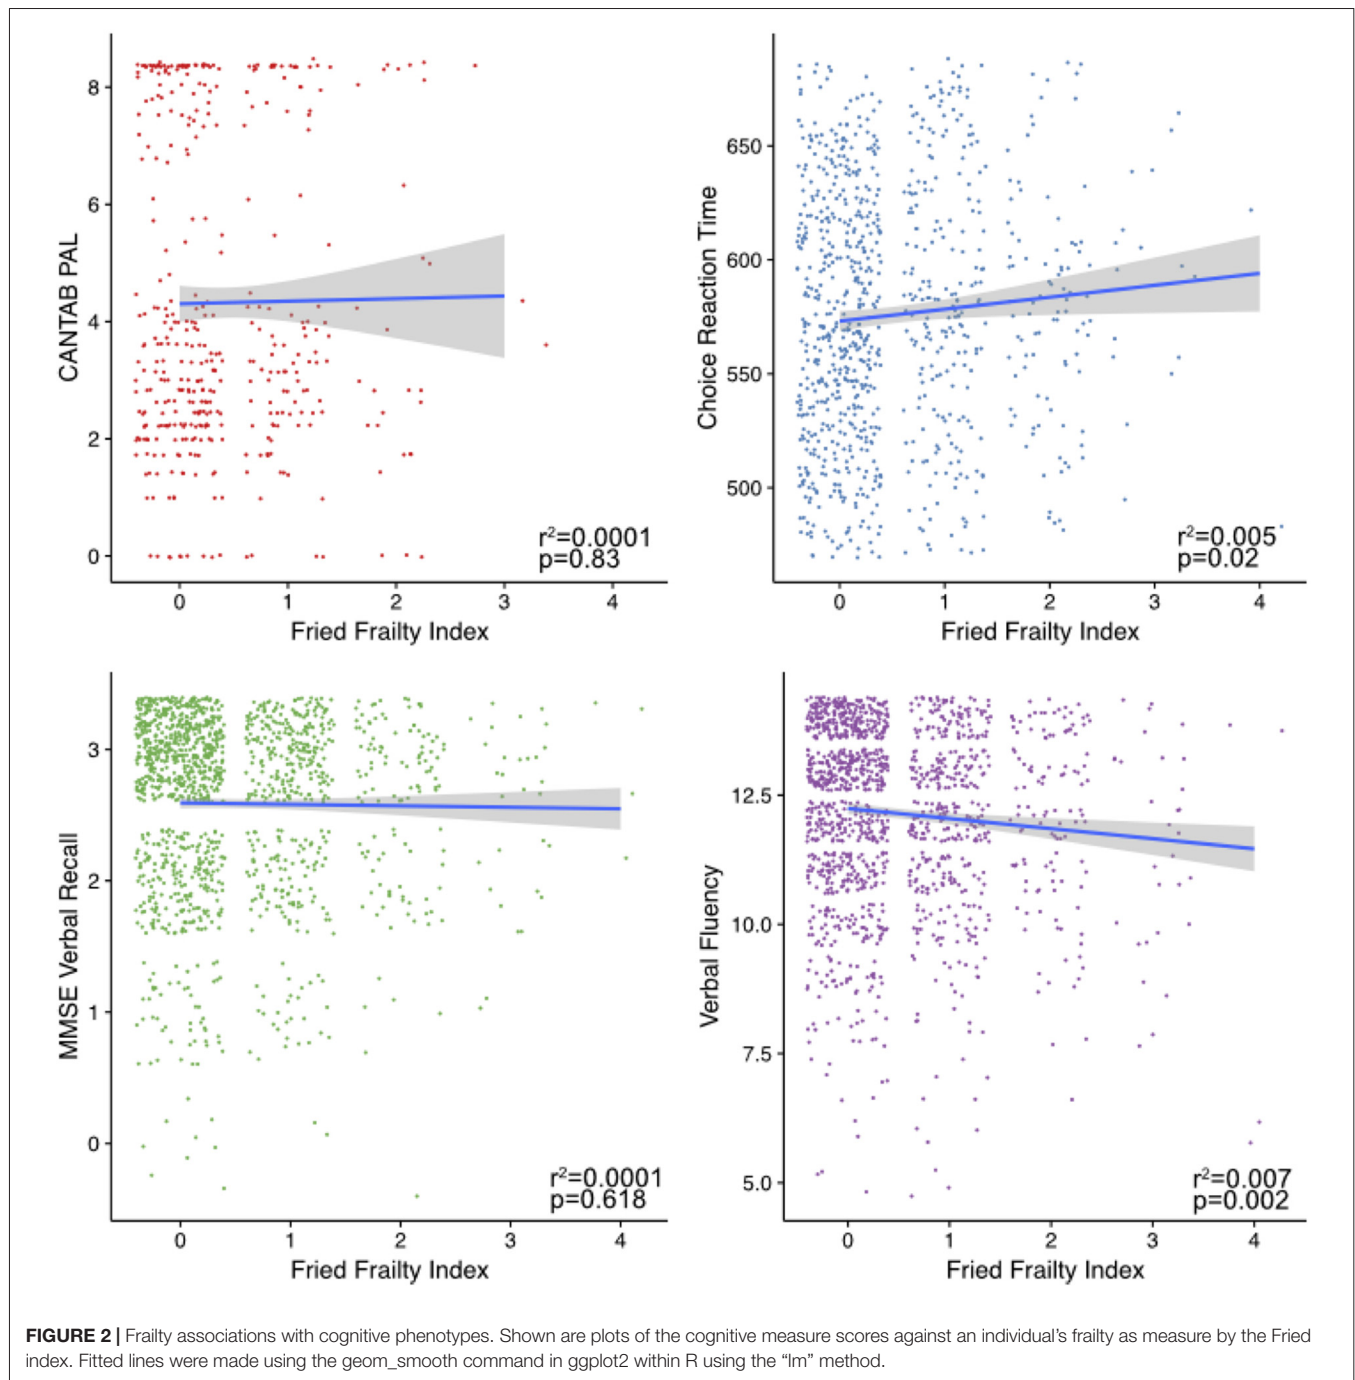 CANTAB PAL
8
6
4
2
0
r²=0.0001
p=0.83
0 1 2 3 4
Fried Frailty Index
Choice Reaction Time
650
600
550
500
r²=0.005
p=0.02
0 1 2 3 4
Fried Frailty Index
MMSE Verbal Recall
3
2
1
0
r²=0.0001
p=0.618
0 1 2 3 4
Fried Frailty Index
Verbal Fluency
12.5
10.0
7.5
5.0
r²=0.007
p=0.002
0 1 2 3 4
Fried Frailty Index
FIGURE 2 | Frailty associations with cognitive phenotypes. Shown are plots of the cognitive measure scores against an individual’s frailty as measure by the Fried
index. Fitted lines were made using the geom_smooth command in ggplot2 within R using the “lm” method.